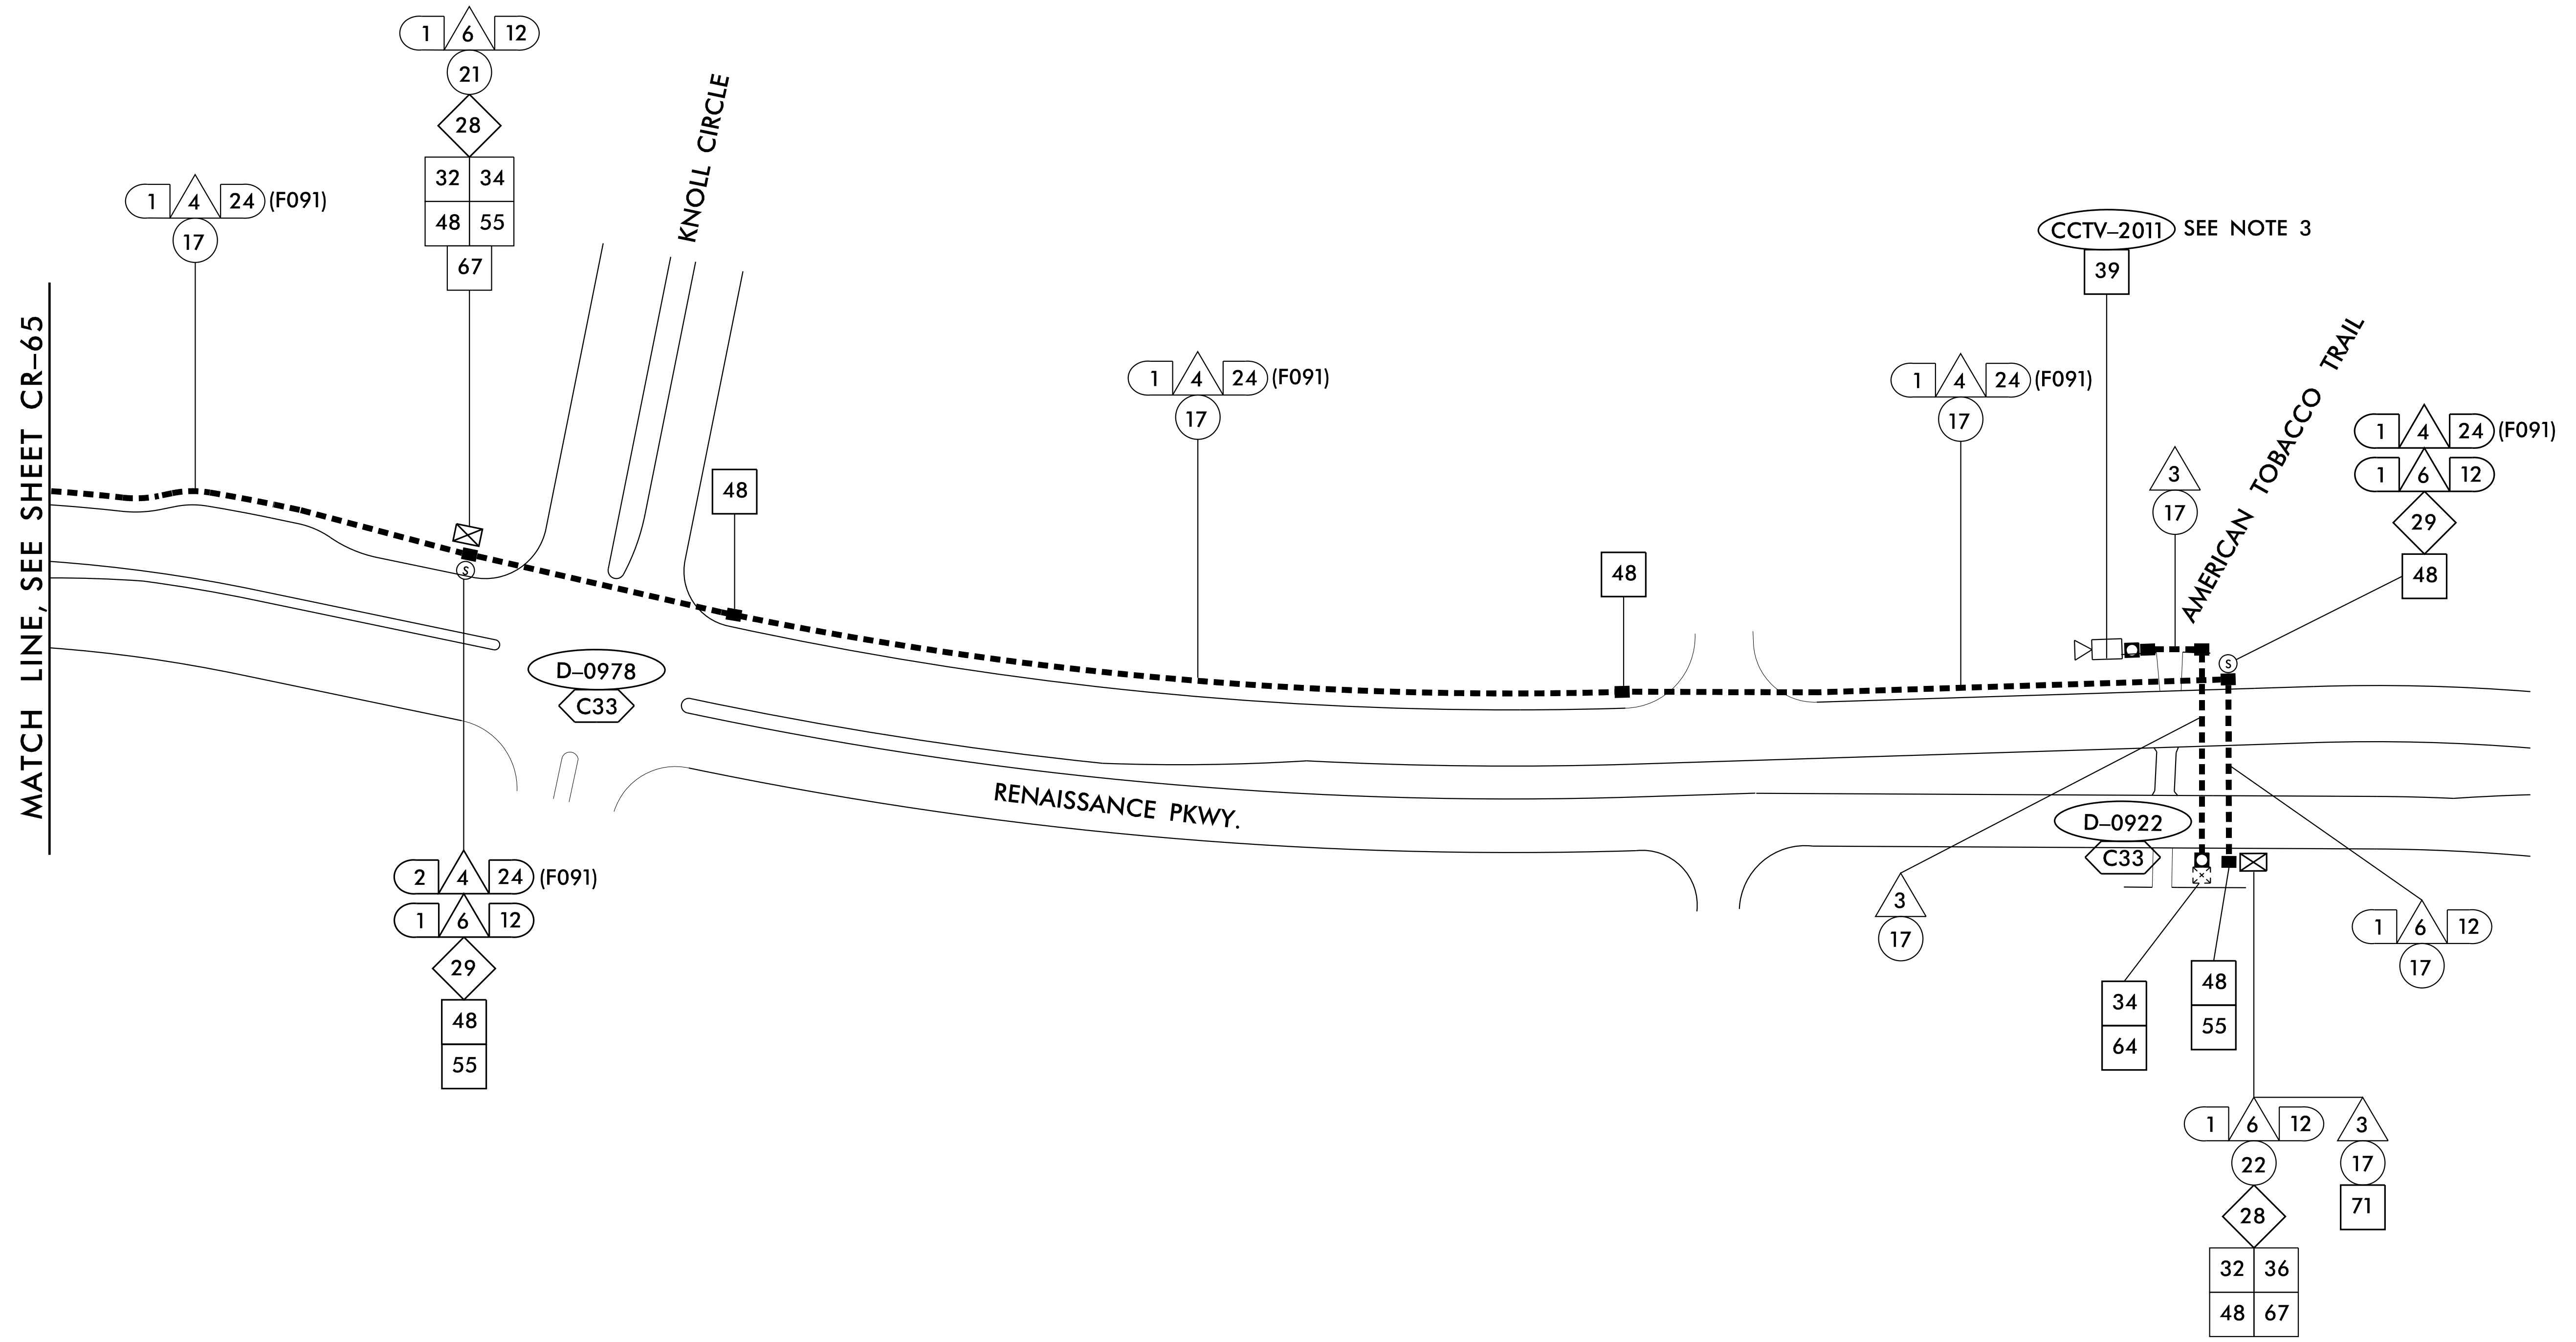 1 6 12
21
28
32 34
48 55
67
KNOLL CIRCLE
1 4 24 (F091)
17
MATCH LINE, SEE SHEET CR–65
48
1 4 24 (F091)
17
48
1 4 24 (F091)
17
CCTV–2011 SEE NOTE 3
39
3
17
AMERICAN TOBACCO TRAIL
1 4 24 (F091)
1 6 12
29
48
S
S
D–0978
C33
RENAISSANCE PKWY.
D–0922
C33
2 4 24 (F091)
1 6 12
29
48
55
3
17
34
64
48
55
1 6 12
17
1 6 12
22
28
32 36
48 67
3
17
71